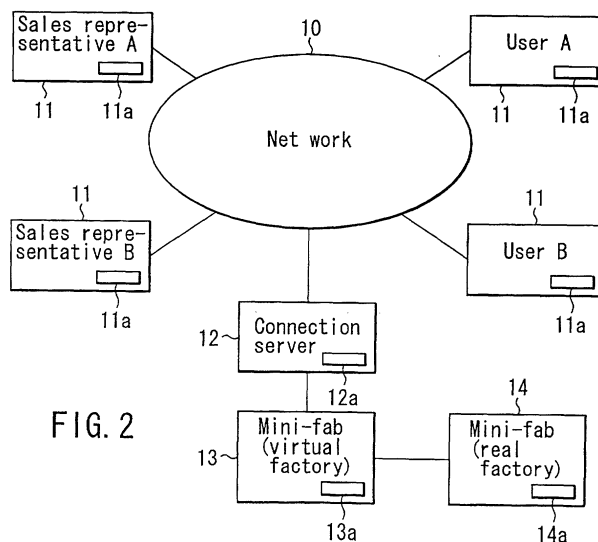 Sales repre-
sentative A
11
11a
10
User A
11
11a
Net work
11
Sales repre-
sentative B
11a
11
User B
11a
12
Connection
server
12a
FIG. 2
13
Mini-fab
(virtual
factory)
13a
14
Mini-fab
(real
factory)
14a